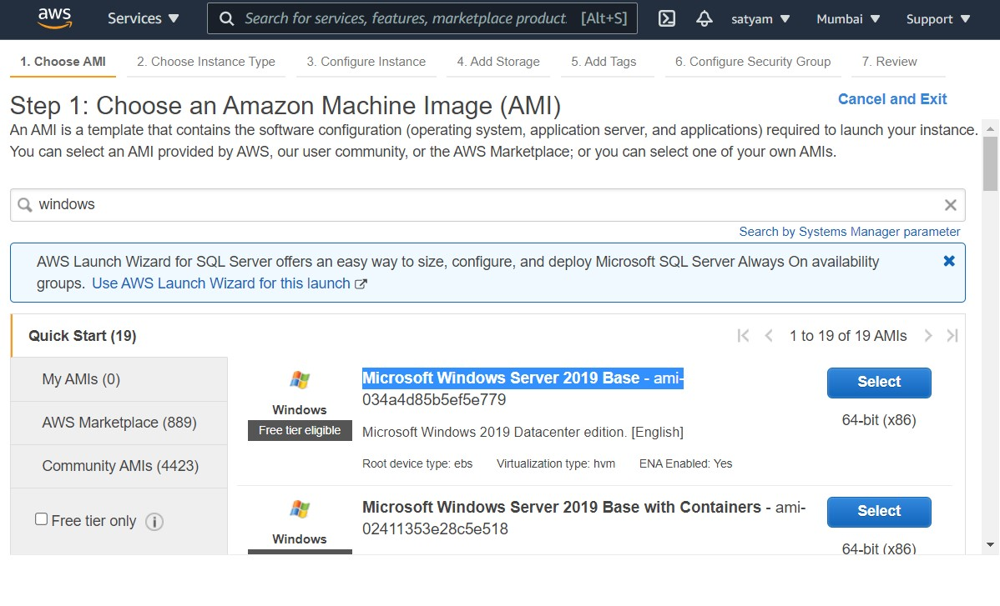 aws Services Search for services, features, marketplace product. [Alt+S] satyam Mumbai Support
1. Choose AMI 2. Choose Instance Type 3. Configure Instance 4. Add Storage 5. Add Tags 6. Configure Security Group 7. Review
Step 1: Choose an Amazon Machine Image (AMI) Cancel and Exit
An AMI is a template that contains the software configuration (operating system, application server, and applications) required to launch your instance.
You can select an AMI provided by AWS, our user community, or the AWS Marketplace; or you can select one of your own AMIs.
windows
Search by Systems Manager parameter
AWS Launch Wizard for SQL Server offers an easy way to size, configure, and deploy Microsoft SQL Server Always On availability
groups. Use AWS Launch Wizard for this launch
Quick Start (19) 1 to 19 of 19 AMIs
My AMIs (0)
AWS Marketplace (889)
Community AMIs (4423)
Free tier only
Windows
Free tier eligible
Microsoft Windows Server 2019 Base - ami-
034a4d85b5ef5e779
Microsoft Windows 2019 Datacenter edition. [English]
Root device type: ebs Virtualization type: hvm ENA Enabled: Yes
Select
64-bit (x86)
Windows
Microsoft Windows Server 2019 Base with Containers - ami-
02411353e28c5e518
Select
64-bit (x86)